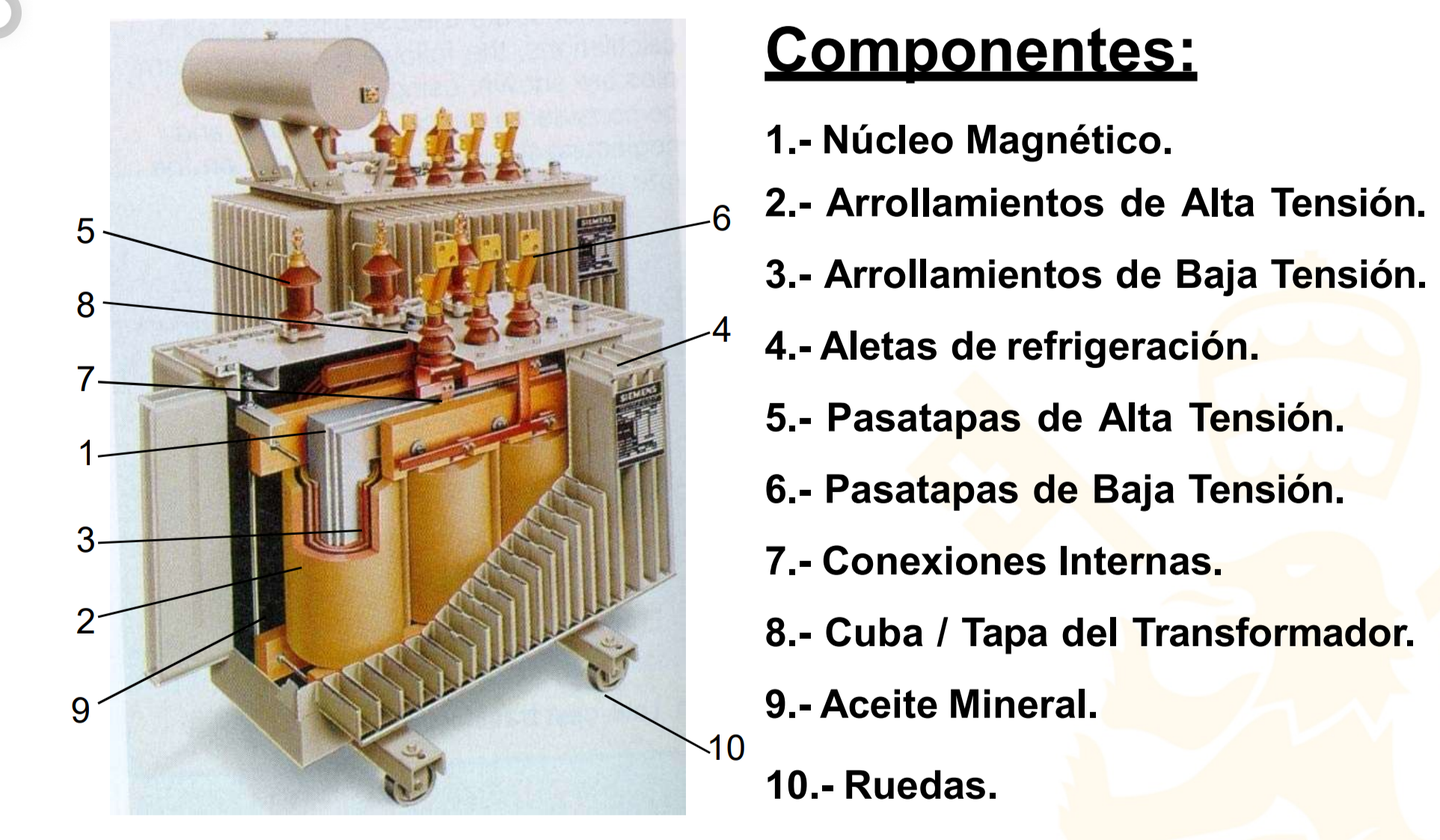 Componentes:
1.- Núcleo Magnético.
2.- Arrollamientos de Alta Tensión.
3.- Arrollamientos de Baja Tensión.
4.- Aletas de refrigeración.
5.- Pasatapas de Alta Tensión.
6.- Pasatapas de Baja Tensión.
7.- Conexiones Internas.
8.- Cuba / Tapa del Transformador.
9.- Aceite Mineral.
10.- Ruedas.
5
6
8
4
7
1
3
2
9
10
SIEMENS
SIEMENS